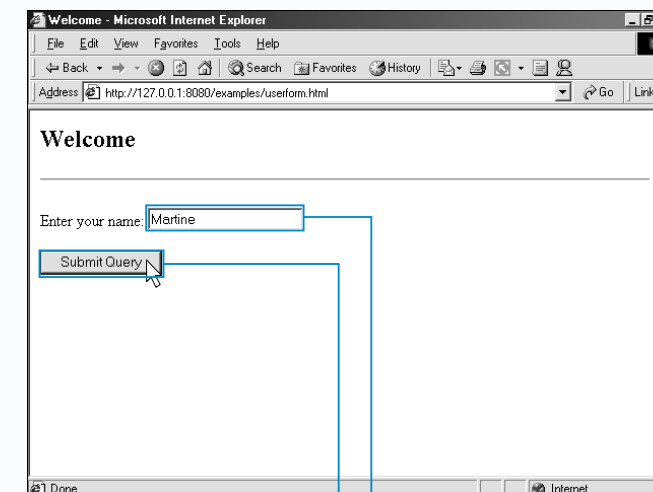 Welcome - Microsoft Internet Explorer
File Edit View Favorites Tools Help
Back Search Favorites History
Address http://127.0.0.1:8080/examples/userform.html Go Link
Welcome
Enter your name: Martine
Submit Query
Done Internet